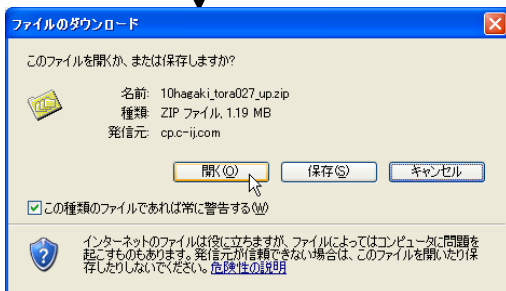 ファイルのダウンロード
このファイルを開くか、または保存しますか?
名前: 10hagaki_tora027_up.zip
種類: ZIP ファイル, 1.19 MB
発信元: cp.c-ij.com
開く(O)
保存(S)
キャンセル
この種類のファイルであれば常に警告する(W)
インターネットのファイルは役に立ちますが、ファイルによってはコンピュータに問題を
起こすものもあります。発信元が信頼できない場合は、このファイルを開いたり保
存したりしないでください。危険性の説明